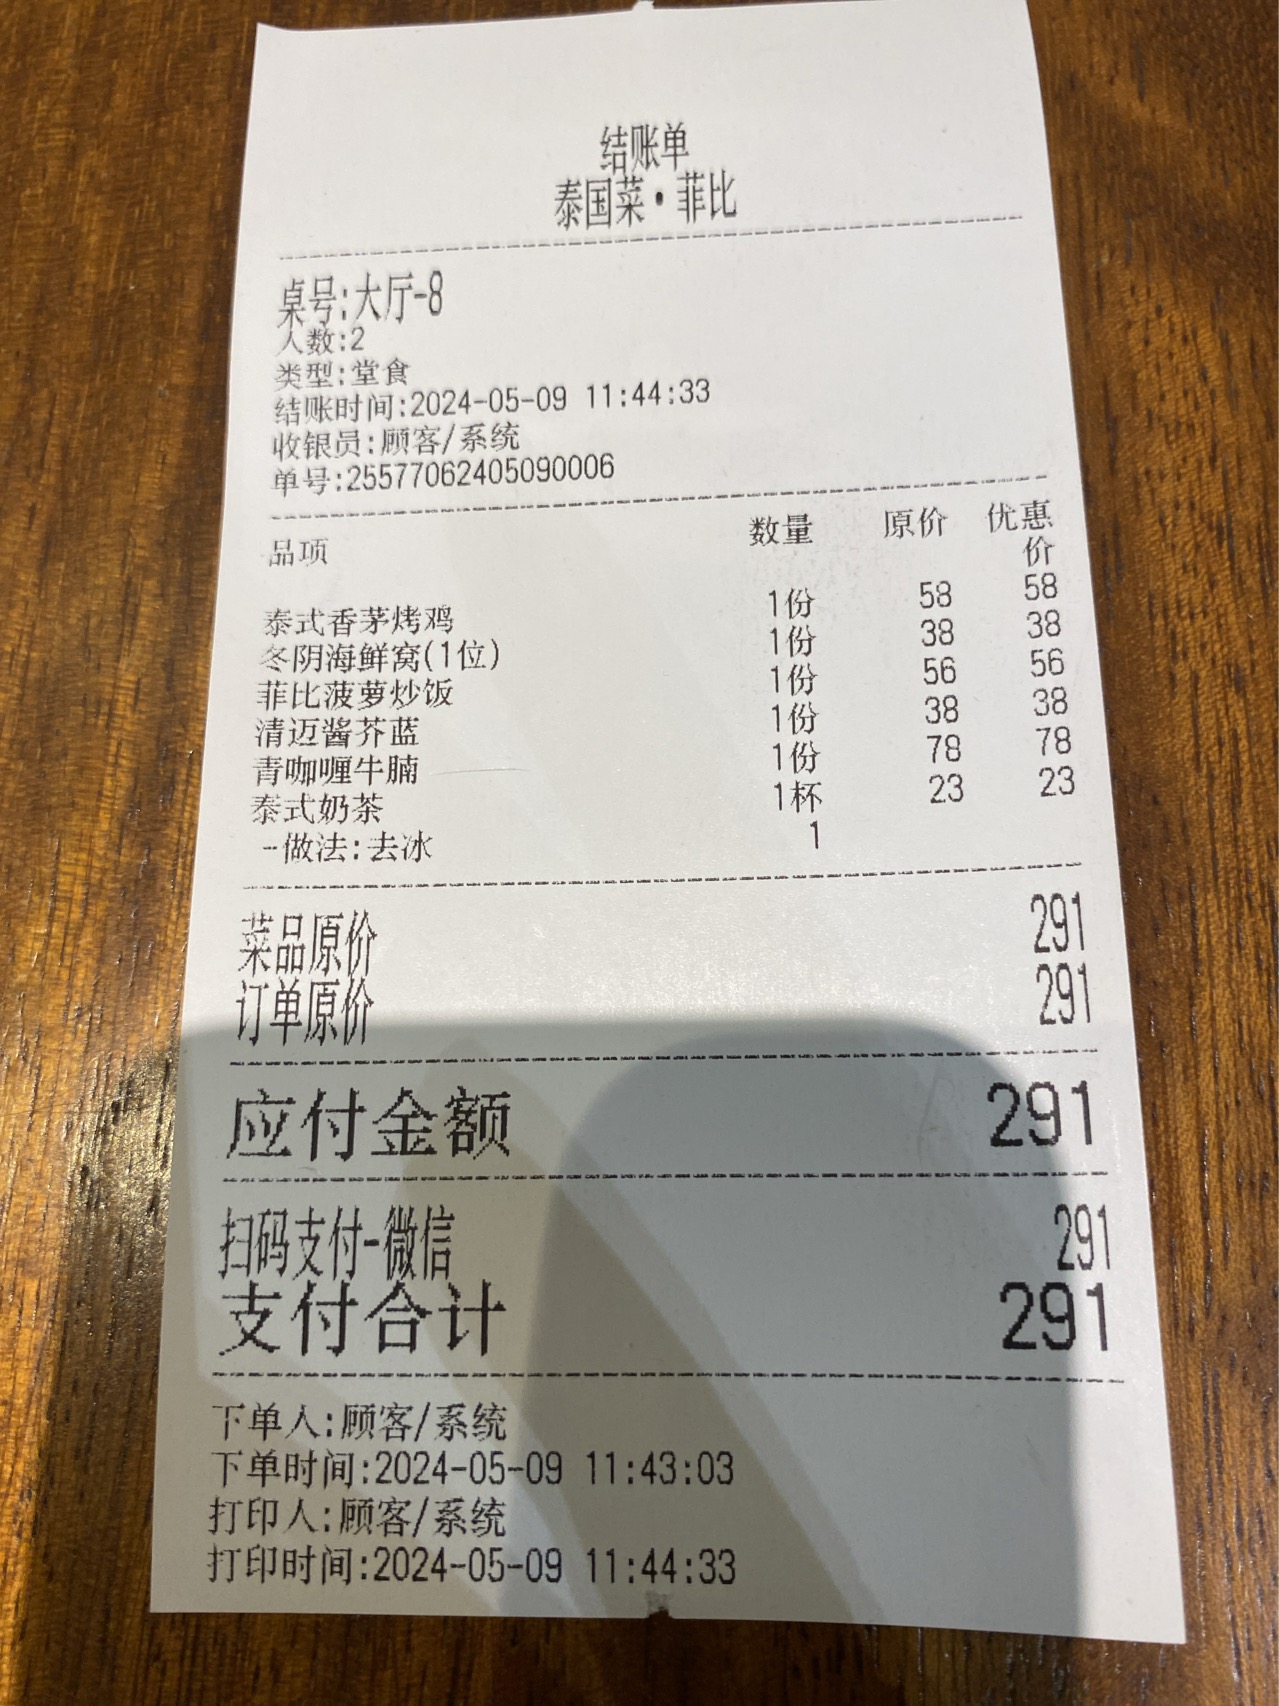 结账单
泰国菜·菲比
桌号:大厅-8
人数:2
类型:堂食
结账时间:2024-05-09 11:44:33
收银员:顾客/系统
单号:25577062405090006
品项 数量 原价 优惠价
泰式香茅烤鸡 1份 58 58
冬阴海鲜窝(1位) 1份 38 38
菲比菠萝炒饭 1份 56 56
清迈酱芥蓝 1份 38 38
青咖喱牛腩 1份 78 78
泰式奶茶 1杯 23 23
-做法:去冰 1
菜品原价 291
订单原价 291
应付金额 291
扫码支付-微信 291
支付合计 291
下单人:顾客/系统
下单时间:2024-05-09 11:43:03
打印人:顾客/系统
打印时间:2024-05-09 11:44:33